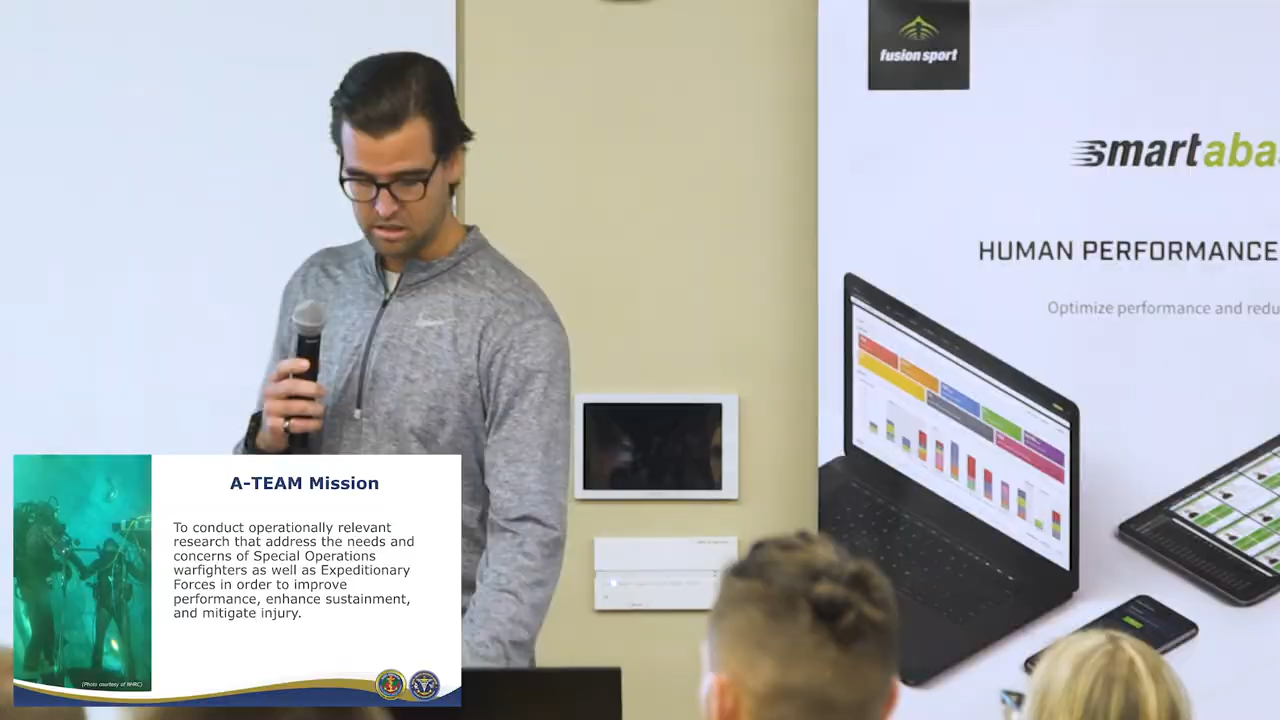 fusion sport
smartaba
HUMAN PERFORMANCE
Optimize performance and redu
A-TEAM Mission
To conduct operationally relevant
research that address the needs and
concerns of Special Operations
warfighters as well as Expeditionary
Forces in order to improve
performance, enhance sustainment,
and mitigate injury.
(Photo courtesy of NHRC)